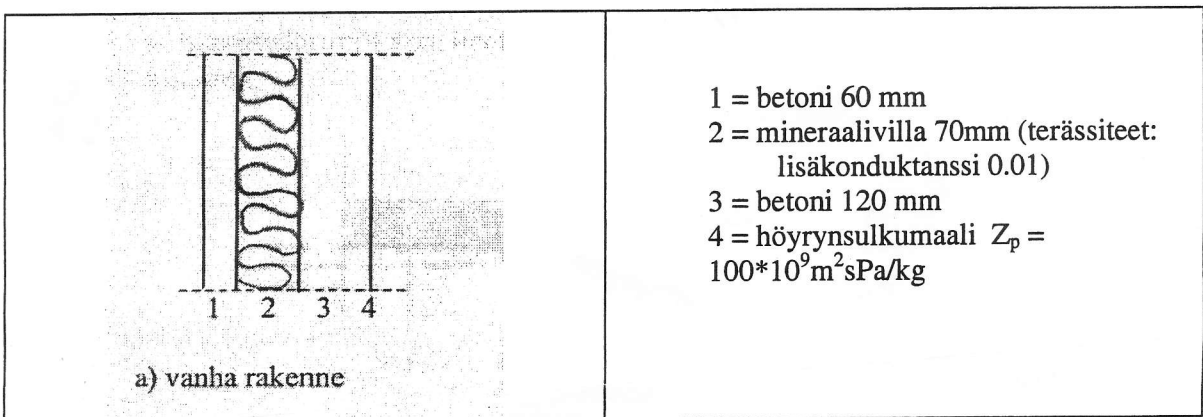 1 2 3 4
a) vanha rakenne
1 = betoni 60 mm
2 = mineraalivilla 70mm (terässiteet:
lisäkonduktanssi 0.01)
3 = betoni 120 mm
4 = höyrynsulkumaali Zₚ =
100*10⁹m²sPa/kg